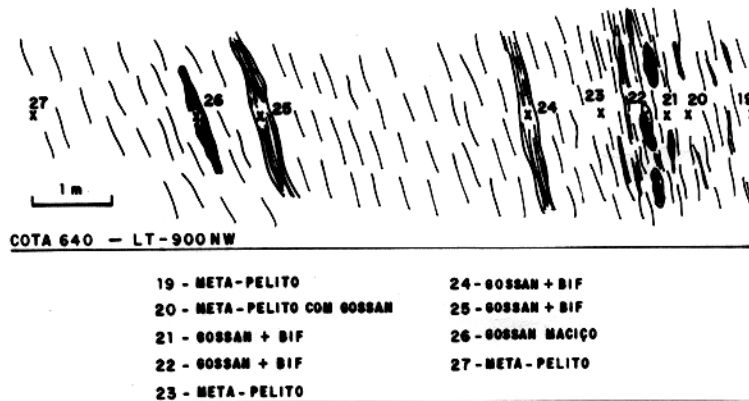 27
26
25
24
23
22
21
20
19
1 m
COTA 640 - LT-900 NW
19 - META-PELITO
20 - META-PELITO COM GOSSAN
21 - GOSSAN + BIF
22 - GOSSAN + BIF
23 - META-PELITO
24 - GOSSAN + BIF
25 - GOSSAN + BIF
26 - GOSSAN MACIÇO
27 - META-PELITO